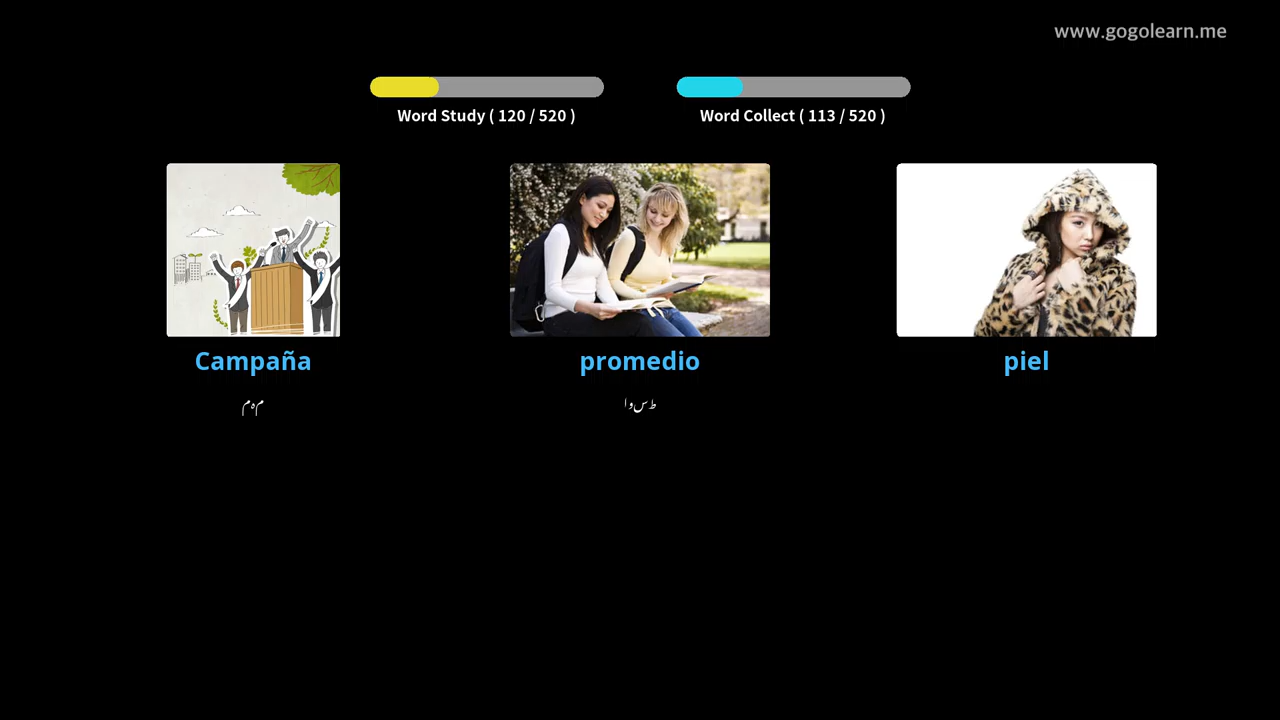 www.gogolearn.me
Word Study ( 120 / 520 )
Word Collect ( 113 / 520 )
Campaña
promedio
piel
مہم
اوسط